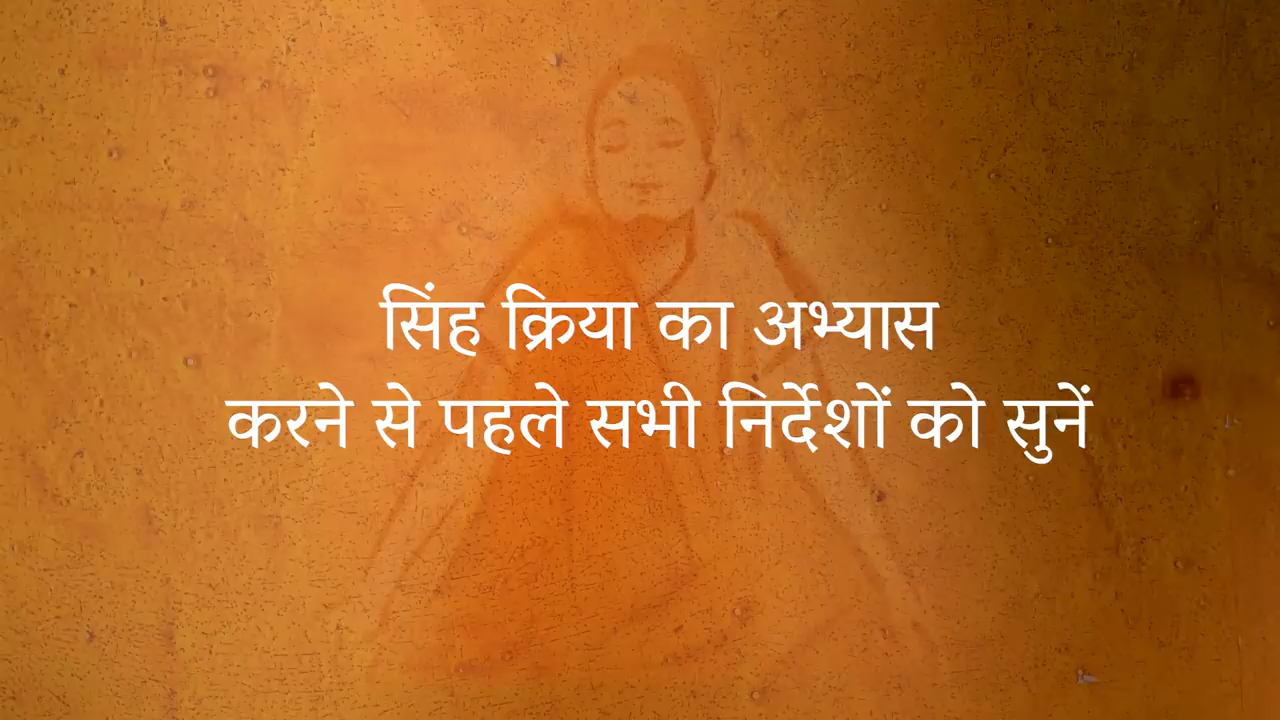 सिंह क्रिया का अभ्यास
करने से पहले सभी निर्देशों को सुनें